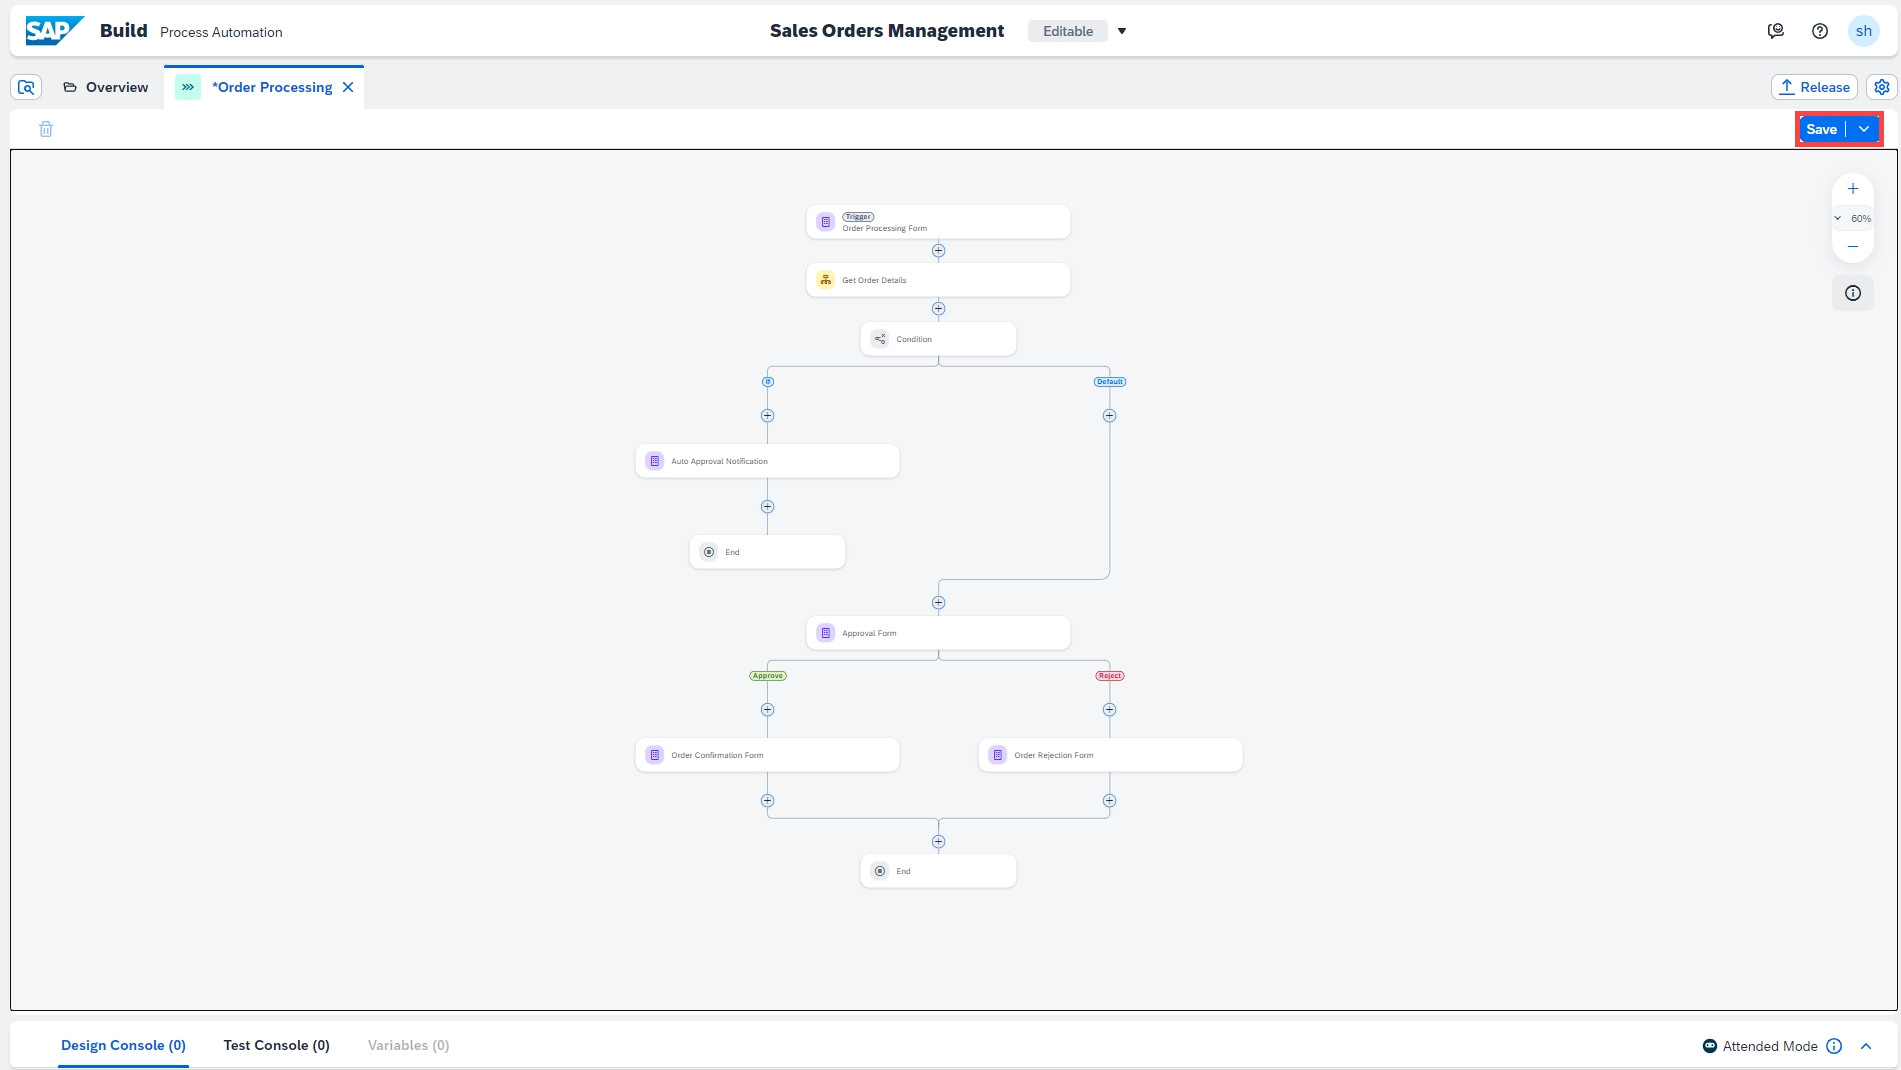 SAP Build Process Automation
Sales Orders Management Editable
sh
Overview
*Order Processing
Release
Save
60%
Trigger
Order Processing Form
Get Order Details
Condition
If
Default
Auto Approval Notification
End
Approval Form
Approve
Reject
Order Confirmation Form
Order Rejection Form
End
Design Console (0)
Test Console (0)
Variables (0)
Attended Mode